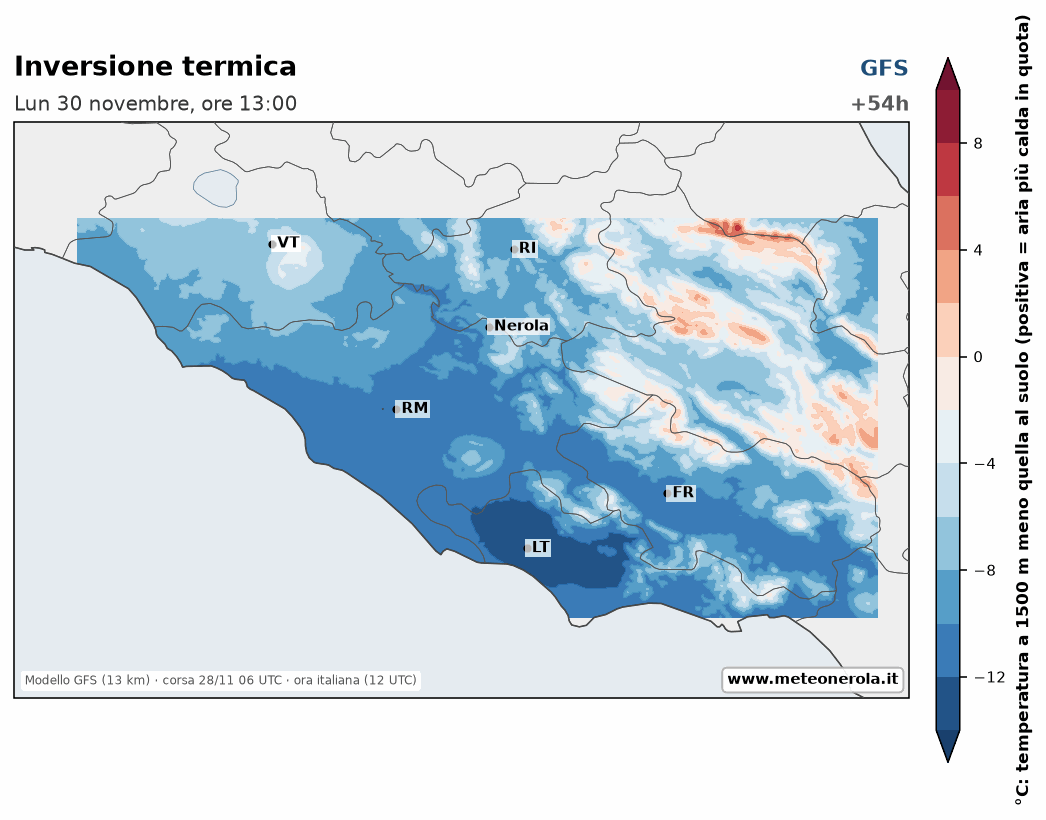 Inversione termica
GFS
Lun 30 novembre, ore 13:00
+54h
VT
RI
Nerola
RM
FR
LT
8
4
0
−4
−8
−12
°C: temperatura a 1500 m meno quella al suolo (positiva = aria più calda in quota)
Modello GFS (13 km) · corsa 28/11 06 UTC · ora italiana (12 UTC)
www.meteonerola.it